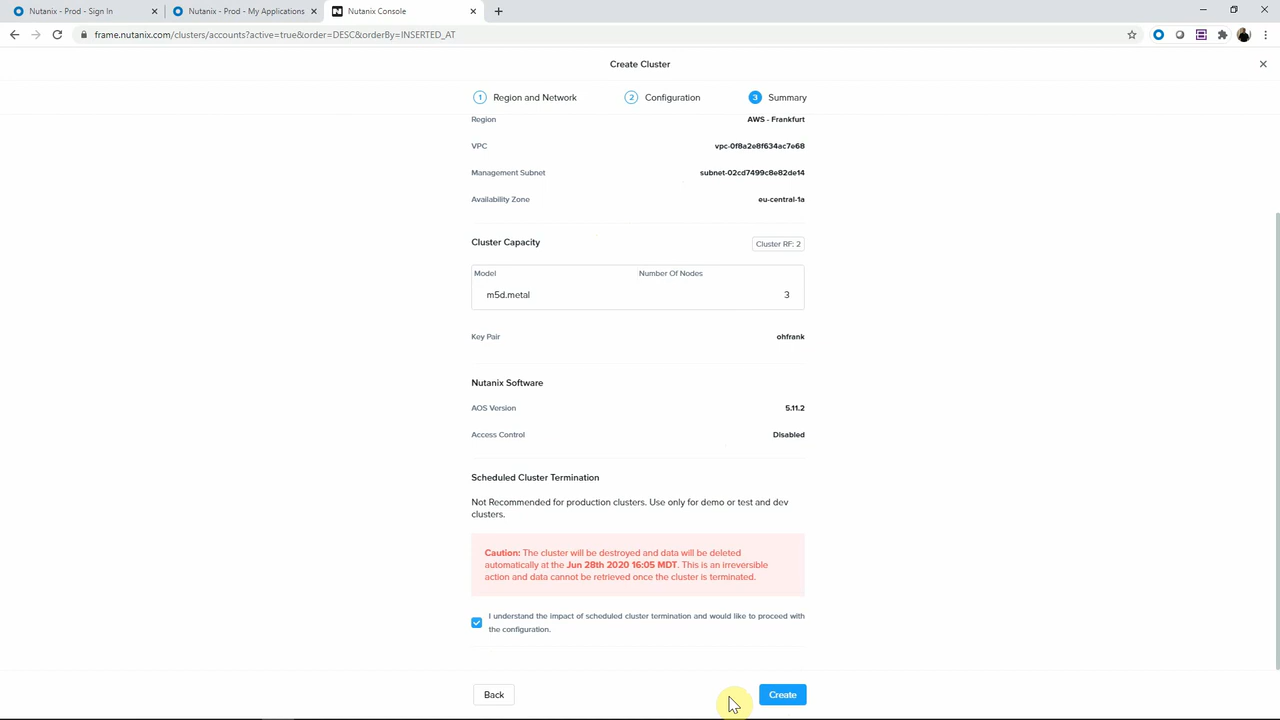 Nutanix - Prod - Sign In
Nutanix - Prod - My Applications
Nutanix Console
frame.nutanix.com/clusters/accounts?active=true&order=DESC&orderBy=INSERTED_AT
Create Cluster
1 Region and Network
2 Configuration
3 Summary
Region AWS - Frankfurt
VPC vpc-0f8a2e8f634ac7e68
Management Subnet subnet-02cd7499c8e82de14
Availability Zone eu-central-1a
Cluster Capacity Cluster RF: 2
Model Number Of Nodes
m5d.metal 3
Key Pair ohfrank
Nutanix Software
AOS Version 5.11.2
Access Control Disabled
Scheduled Cluster Termination
Not Recommended for production clusters. Use only for demo or test and dev
clusters.
Caution: The cluster will be destroyed and data will be deleted
automatically at the Jun 28th 2020 16:05 MDT. This is an irreversible
action and data cannot be retrieved once the cluster is terminated.
I understand the impact of scheduled cluster termination and would like to proceed with
the configuration.
Back Create